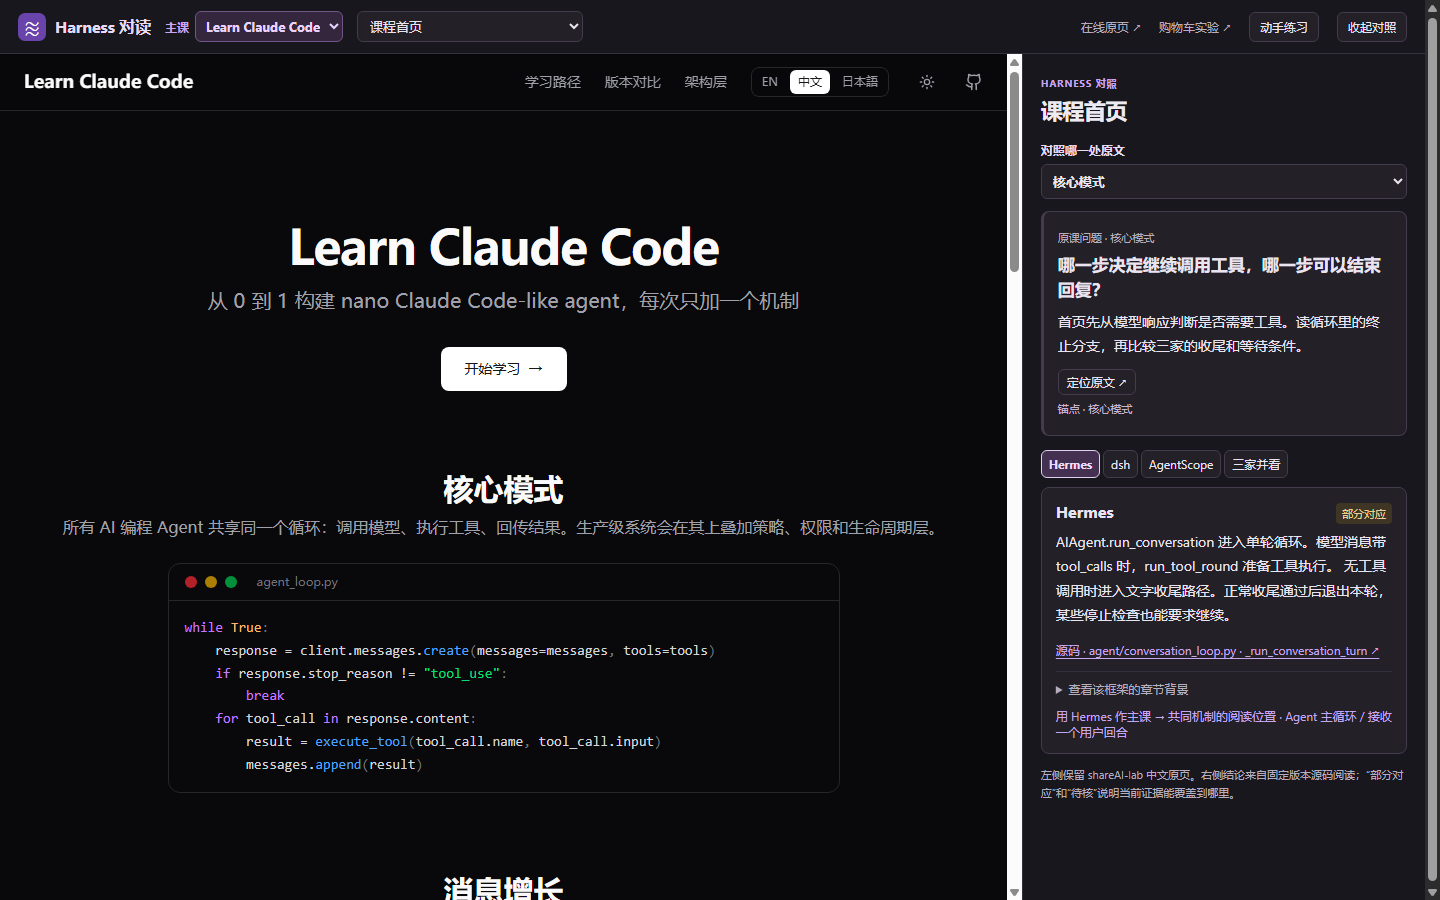 Harness 对读
主课
Learn Claude Code
课程首页
在线原页 ↗
购物车实验 ↗
动手练习
收起对照
Learn Claude Code
学习路径
版本对比
架构层
EN
中文
日本語
Learn Claude Code
从 0 到 1 构建 nano Claude Code-like agent，每次只加一个机制
开始学习 →
核心模式
所有 AI 编程 Agent 共享同一个循环：调用模型、执行工具、回传结果。生产级系统会在其上叠加策略、权限和生命周期层。
agent_loop.py
while True:
    response = client.messages.create(messages=messages, tools=tools)
    if response.stop_reason != "tool_use":
        break
    for tool_call in response.content:
        result = execute_tool(tool_call.name, tool_call.input)
        messages.append(result)
消息增长
HARNESS 对照
课程首页
对照哪一处原文
核心模式
原课问题 · 核心模式
哪一步决定继续调用工具，哪一步可以结束
回复？
首页先从模型响应判断是否需要工具。读循环里的终
止分支，再比较三家的收尾和等待条件。
定位原文 ↗
锚点 · 核心模式
Hermes
dsh
AgentScope
三家并看
Hermes
部分对应
AIAgent.run_conversation 进入单轮循环。模型消息带
tool_calls 时，run_tool_round 准备工具执行。 无工具
调用时进入文字收尾路径。正常收尾通过后退出本轮，
某些停止检查也能要求继续。
源码 · agent/conversation_loop.py · _run_conversation_turn ↗
▶ 查看该框架的章节背景
用 Hermes 作主课 → 共同机制的阅读位置 · Agent 主循环 / 接收
一个用户回合
左侧保留 shareAI-lab 中文原页。右侧结论来自固定版本源码阅读；“部分对
应”和“待核”说明当前证据能覆盖到哪里。